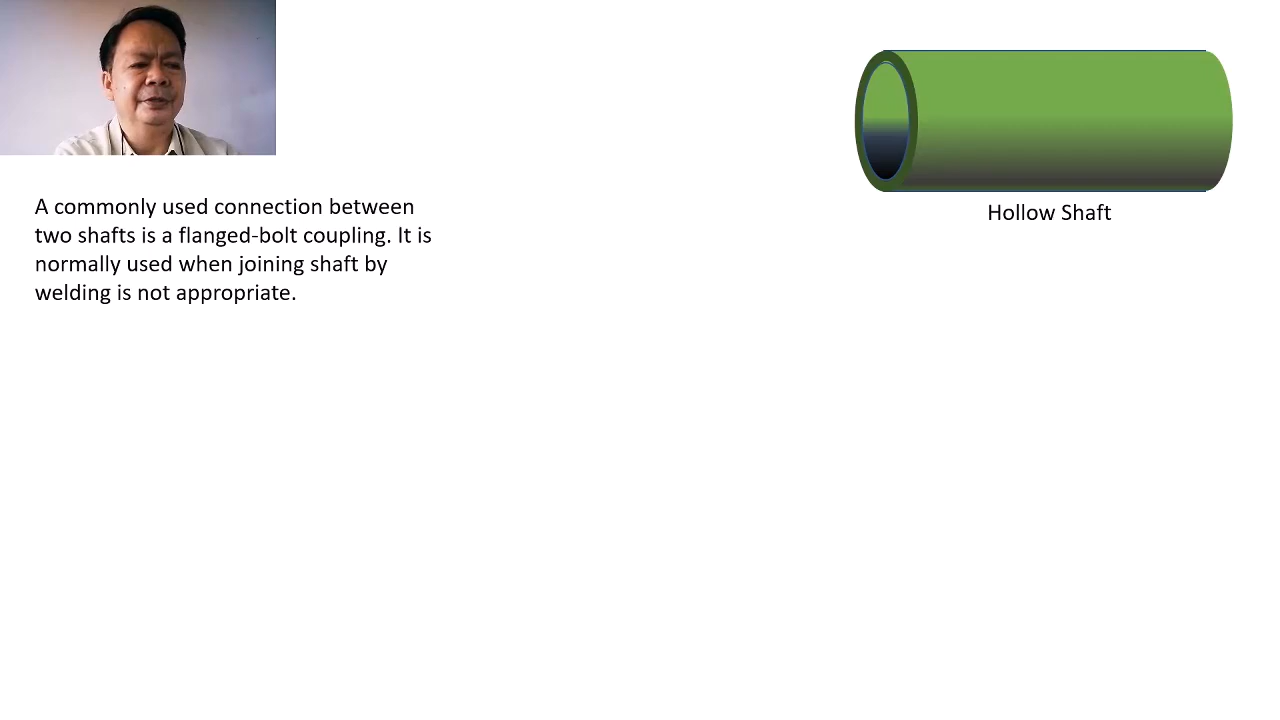 Hollow Shaft
A commonly used connection between
two shafts is a flanged-bolt coupling. It is
normally used when joining shaft by
welding is not appropriate.